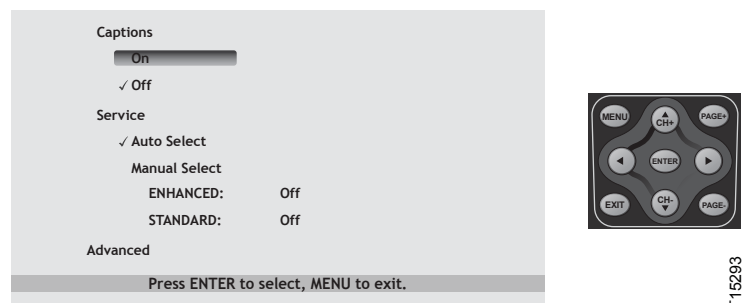 Captions
On
✓ Off
Service
✓ Auto Select
Manual Select
ENHANCED: Off
STANDARD: Off
Advanced
Press ENTER to select, MENU to exit.
MENU
CH+
PAGE+
ENTER
EXIT
CH-
PAGE-
15293